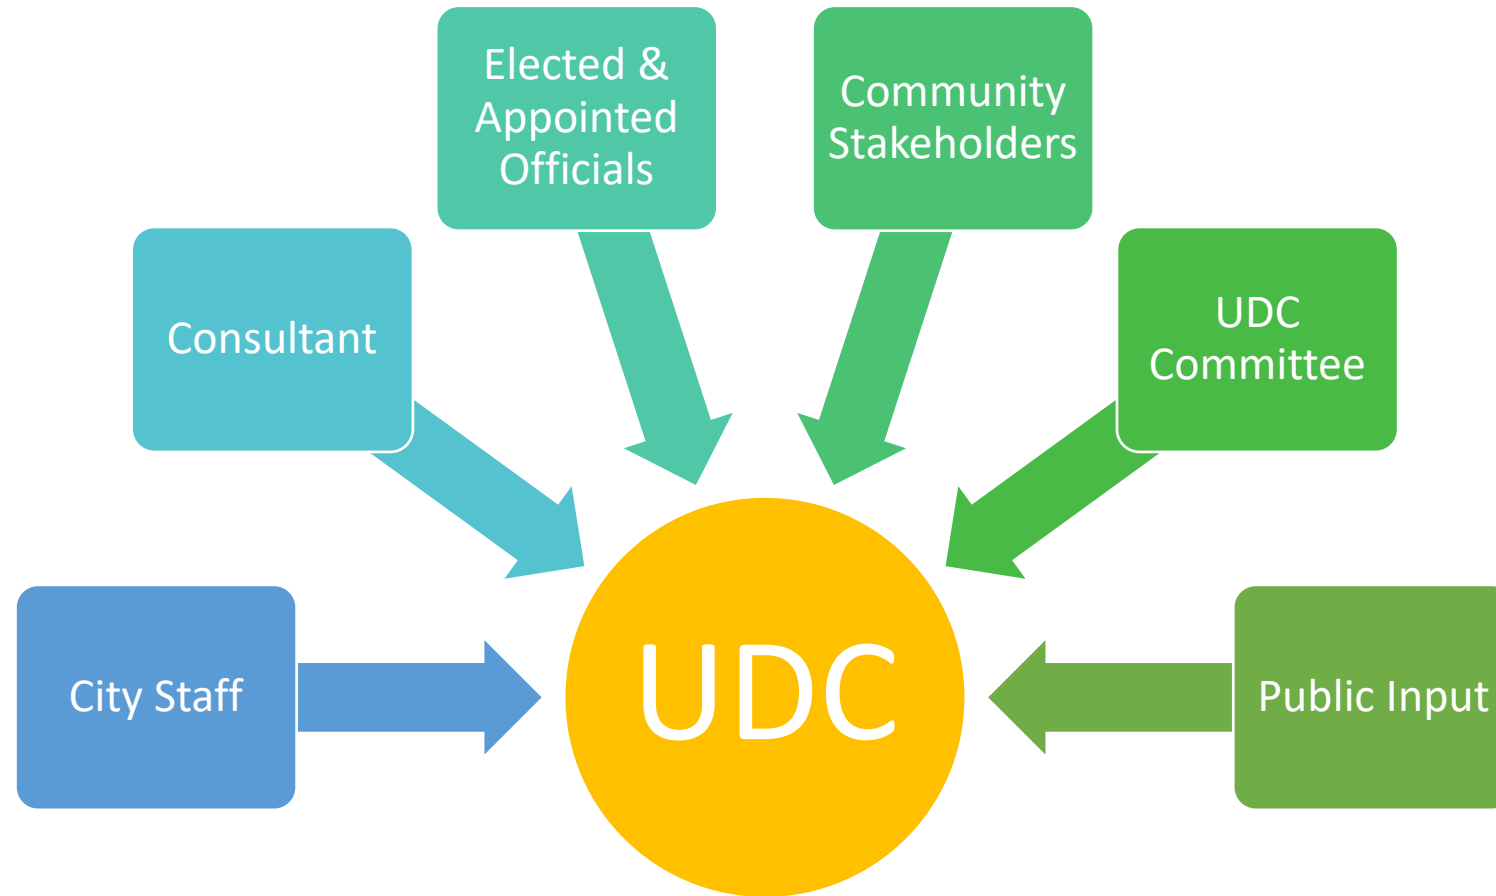 Elected &
Appointed
Officials
Community
Stakeholders
Consultant
UDC
Committee
City Staff
UDC
Public Input